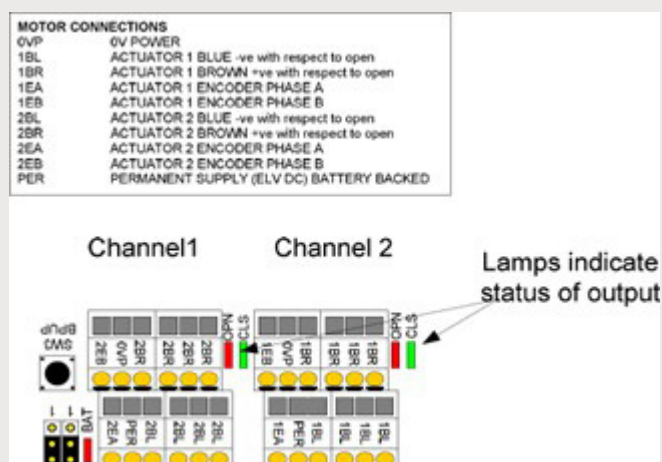 MOTOR CONNECTIONS
0VP 0V POWER
1BL ACTUATOR 1 BLUE -ve with respect to open
1BR ACTUATOR 1 BROWN +ve with respect to open
1EA ACTUATOR 1 ENCODER PHASE A
1EB ACTUATOR 1 ENCODER PHASE B
2BL ACTUATOR 2 BLUE -ve with respect to open
2BR ACTUATOR 2 BROWN +ve with respect to open
2EA ACTUATOR 2 ENCODER PHASE A
2EB ACTUATOR 2 ENCODER PHASE B
PER PERMANENT SUPPLY (ELV DC) BATTERY BACKED
Channel1 Channel 2
Lamps indicate
status of output
BPUP
SW3
2EB 0VP 2BR 2BR 2BR 2BR OPN CLS
1EB 0VP 1BR 1BR 1BR 1BR OPN CLS
1 1 BAT
2EA PER 2BL 2BL 2BL 2BL
1EA PER 1BL 1BL 1BL 1BL